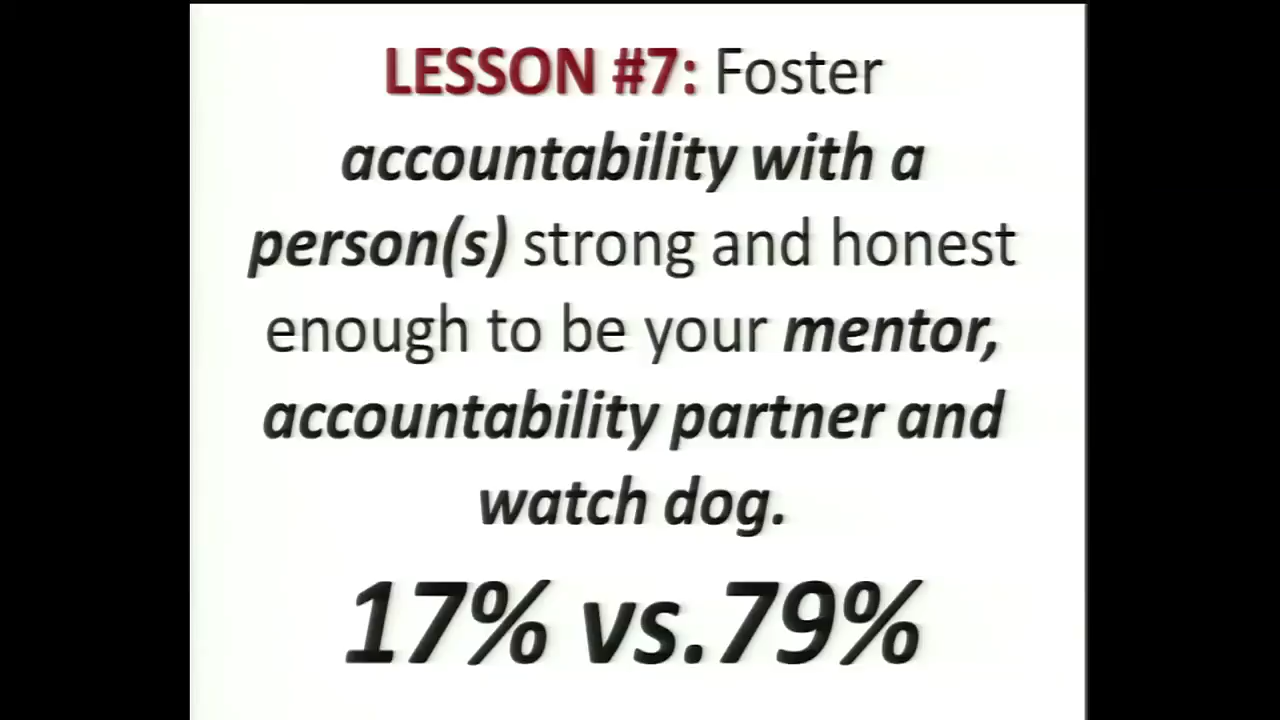 LESSON #7: Foster
accountability with a
person(s) strong and honest
enough to be your mentor,
accountability partner and
watch dog.
17% vs.79%